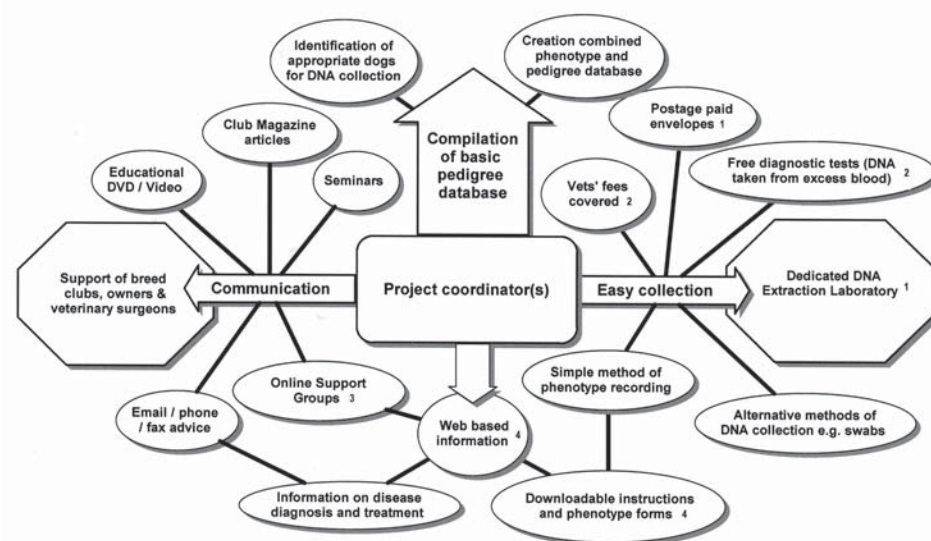 Identification of
appropriate dogs
for DNA collection
Creation combined
phenotype and
pedigree database
Club Magazine
articles
Compilation
of basic
pedigree
database
Postage paid
envelopes 1
Educational
DVD / Video
Seminars
Vets' fees
covered 2
Free diagnostic tests (DNA
taken from excess blood) 2
Support of breed
clubs, owners &
veterinary surgeons
Communication
Project coordinator(s)
Easy collection
Dedicated DNA
Extraction Laboratory 1
Email / phone
/ fax advice
Online Support
Groups 3
Web based
information 4
Simple method of
phenotype recording
Alternative methods of
DNA collection e.g. swabs
Information on disease
diagnosis and treatment
Downloadable instructions
and phenotype forms 4